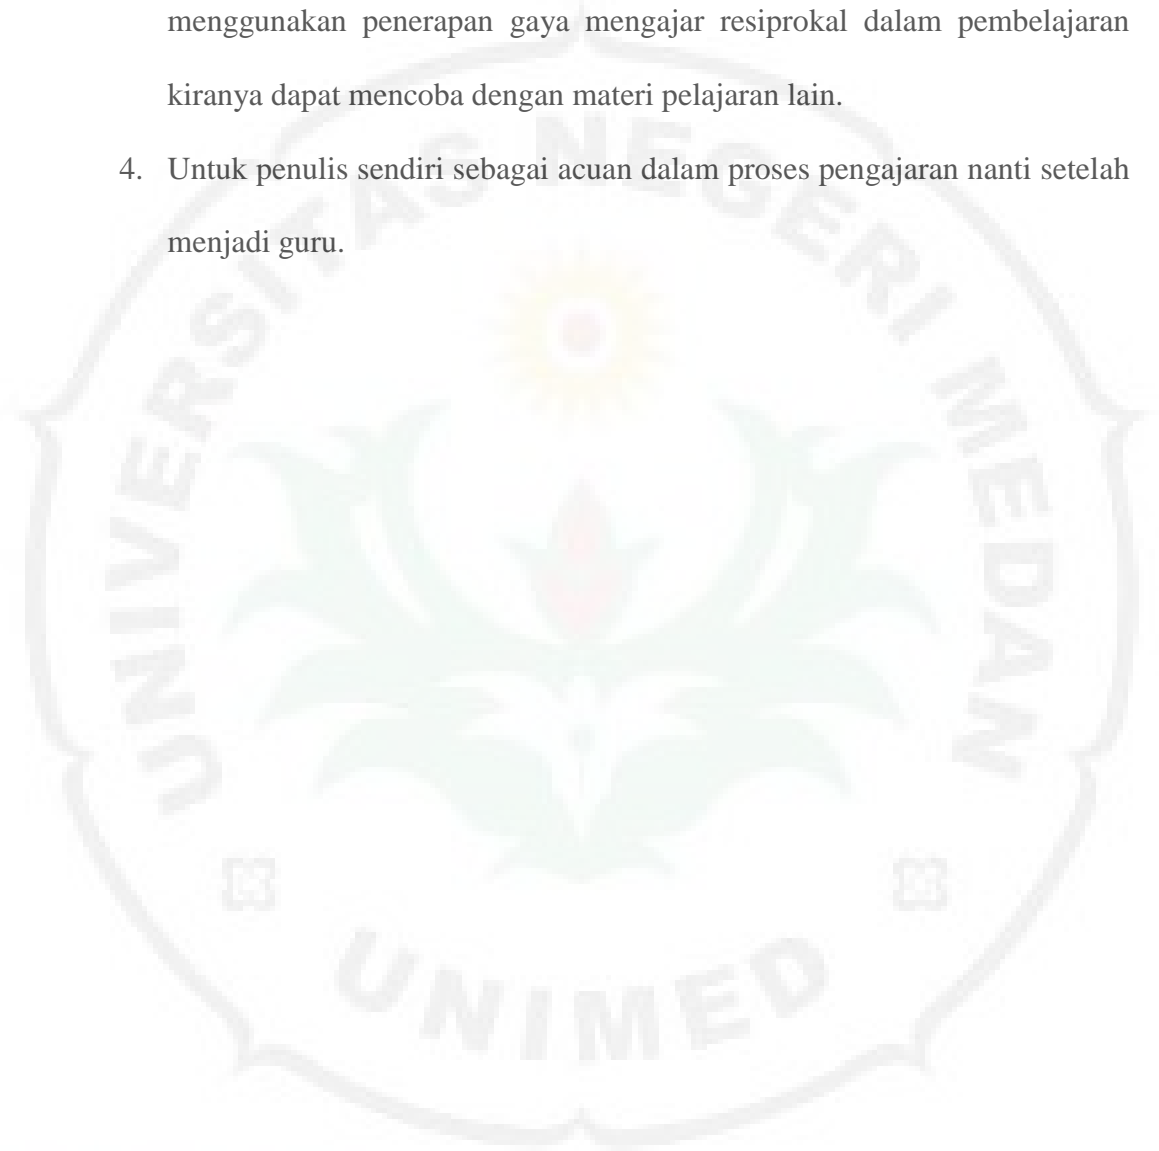 menggunakan penerapan gaya mengajar resiprokal dalam pembelajaran
kiranya dapat mencoba dengan materi pelajaran lain.
4. Untuk penulis sendiri sebagai acuan dalam proses pengajaran nanti setelah
menjadi guru.
UNIVERSITAS NEGERI MEDAN
UNIMED